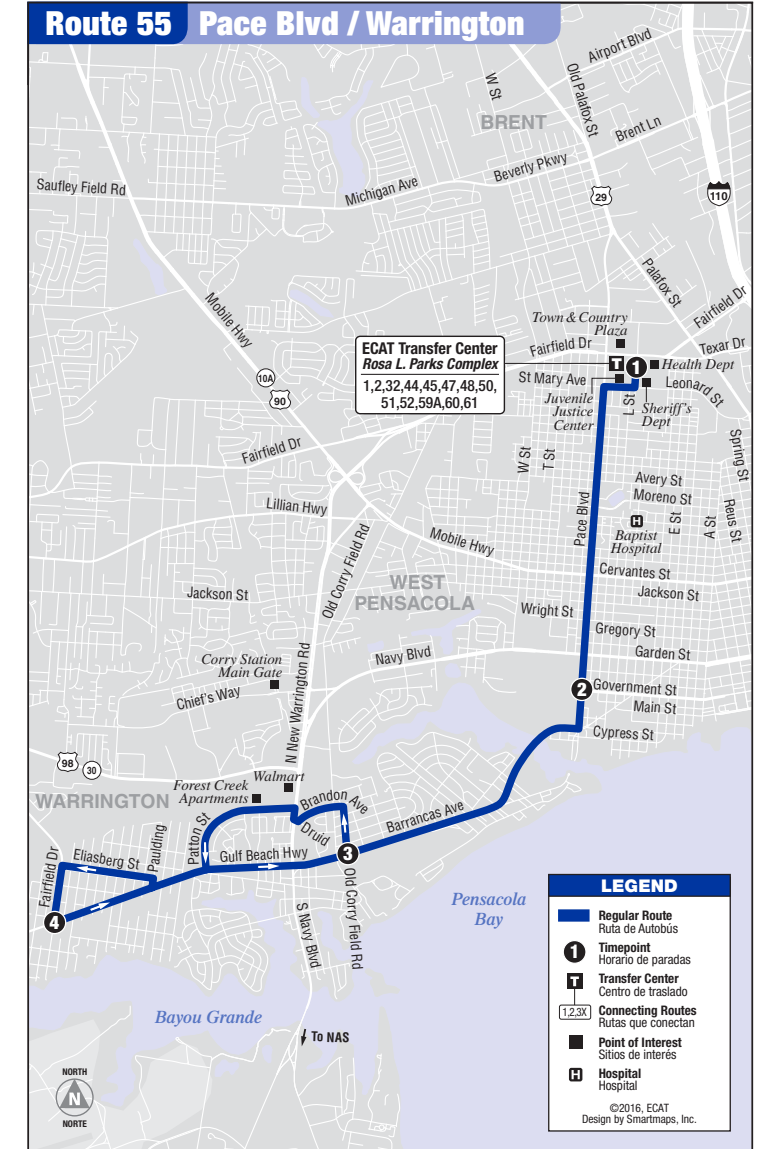 Route 55
Pace Blvd / Warrington
Airport Blvd
W St
Old Palafox St
BRENT
Brent Ln
Beverly Pkwy
Saufley Field Rd
Michigan Ave
29
110
Palafox St
Mobile Hwy
Fairfield Dr
Town & Country
Plaza
ECAT Transfer Center
Rosa L. Parks Complex
1,2,32,44,45,47,48,50,
51,52,59A,60,61
Fairfield Dr
Texar Dr
T
1
Health Dept
10A
90
St Mary Ave
Leonard St
Juvenile
Justice
Center
L St
Sheriff's
Dept
Spring St
Fairfield Dr
W St
T St
Avery St
Moreno St
Lillian Hwy
Pace Blvd
H
Baptist
Hospital
E St
A St
Reus St
Old Corry Field Rd
Mobile Hwy
Cervantes St
WEST
PENSACOLA
Jackson St
Jackson St
Wright St
Gregory St
Garden St
Corry Station
Main Gate
Navy Blvd
Chief's Way
2
Government St
Main St
N New Warrington Rd
Cypress St
98
30
Walmart
Forest Creek
Apartments
WARRINGTON
Brandon Ave
Druid
Barrancas Ave
Patton St
Paulding
Gulf Beach Hwy
3
Eliasberg St
Fairfield Dr
4
S Navy Blvd
Old Corry Field Rd
Pensacola
Bay
Bayou Grande
To NAS
NORTH
N
NORTE
LEGEND
Regular Route
Ruta de Autobús
1
Timepoint
Horario de paradas
T
Transfer Center
Centro de traslado
1,2,3X
Connecting Routes
Rutas que conectan
Point of Interest
Sitios de interés
H
Hospital
Hospital
©2016, ECAT
Design by Smartmaps, Inc.